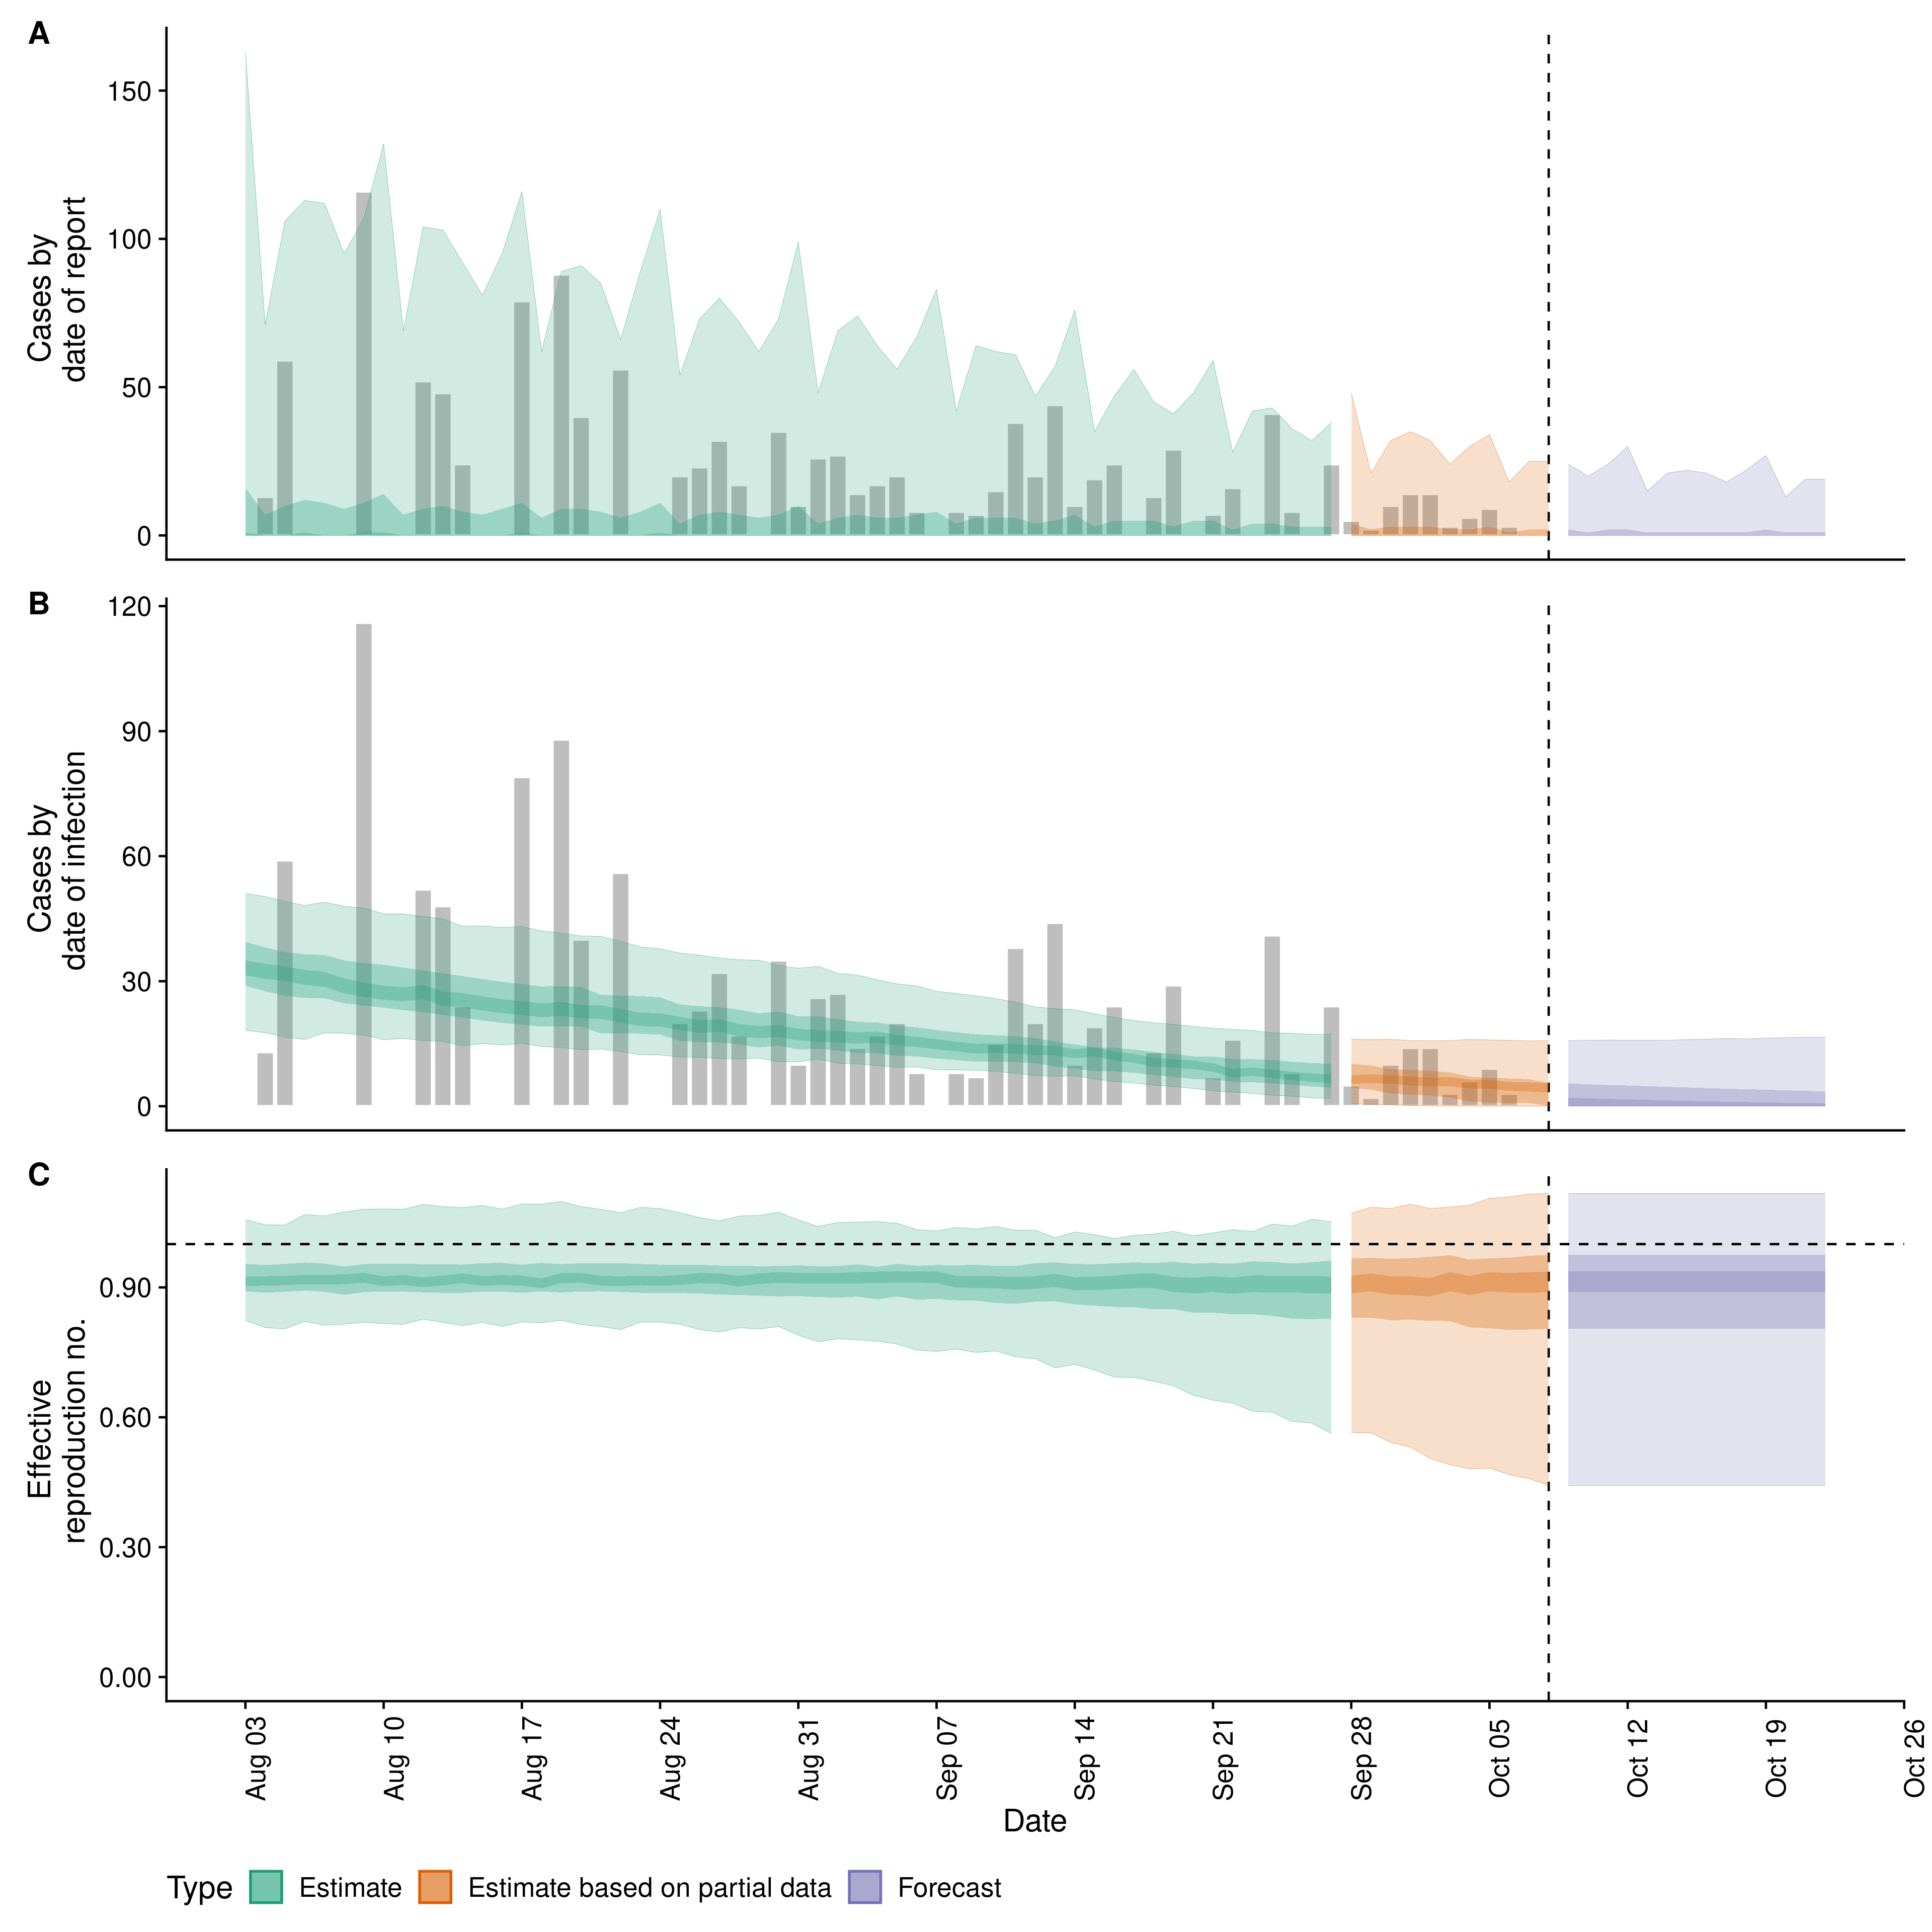 A
150
100
50
0
Cases by
date of report
B
120
90
60
30
0
Cases by
date of infection
C
0.90
0.60
0.30
0.00
Effective
reproduction no.
Aug 03
Aug 10
Aug 17
Aug 24
Aug 31
Sep 07
Sep 14
Sep 21
Sep 28
Oct 05
Oct 12
Oct 19
Oct 26
Date
Type Estimate Estimate based on partial data Forecast